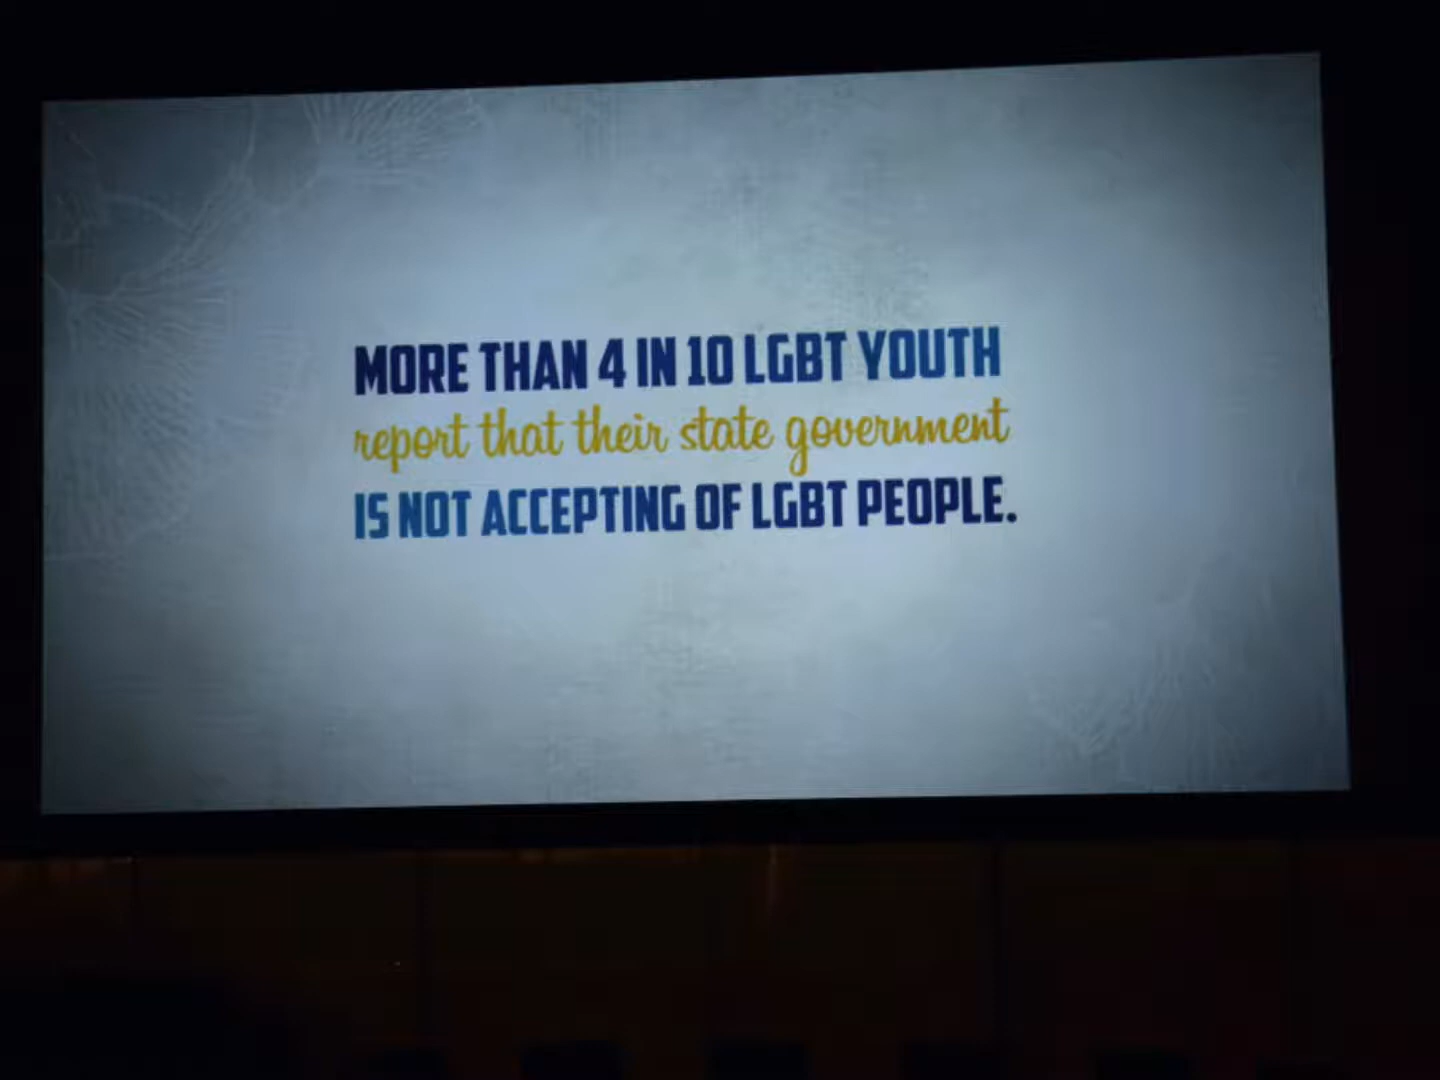 MORE THAN 4 IN 10 LGBT YOUTH
report that their state government
IS NOT ACCEPTING OF LGBT PEOPLE.